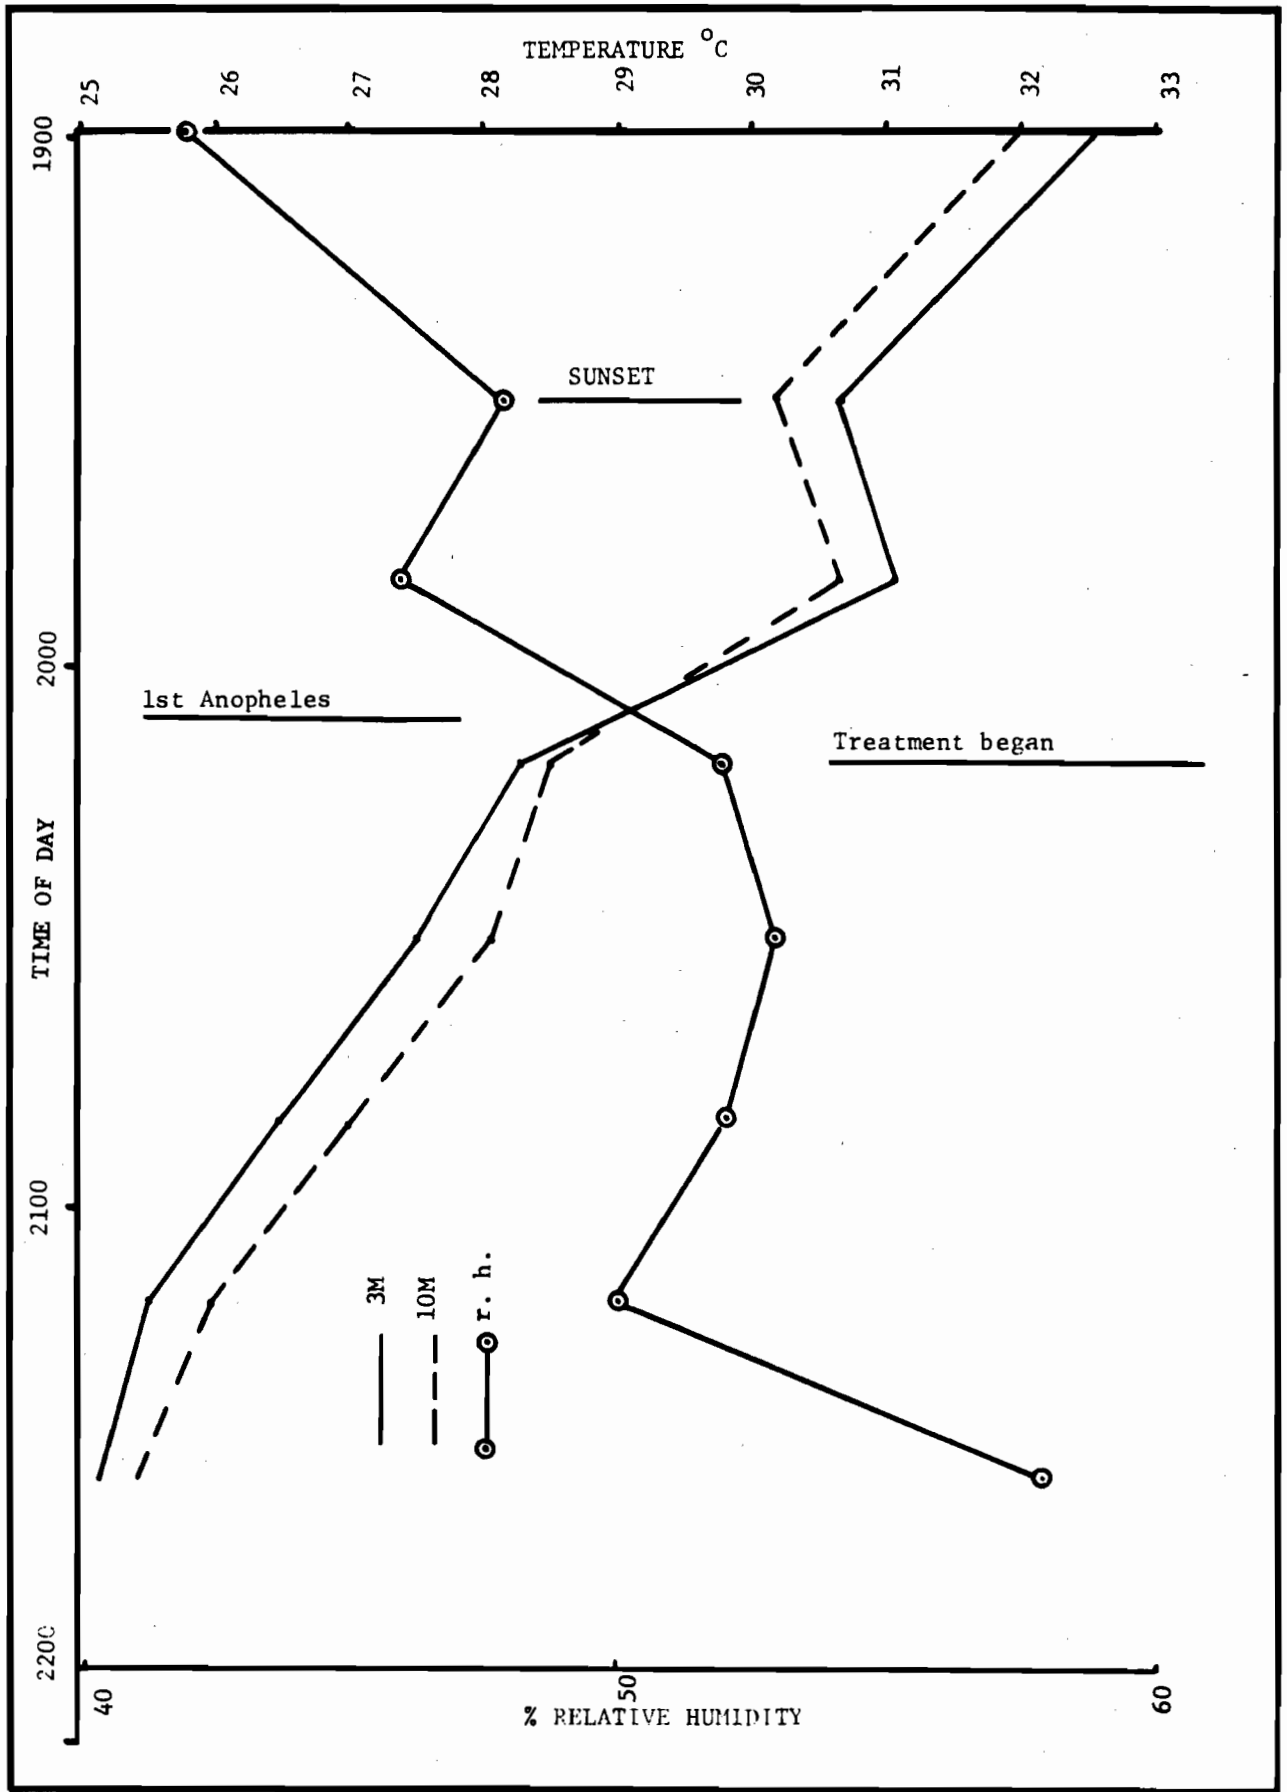 TEMPERATURE °C
25 26 27 28 29 30 31 32 33
1900
SUNSET
2000
1st Anopheles
Treatment began
TIME OF DAY
2100
3M
10M
r. h.
2200
40 50 60
% RELATIVE HUMIDITY